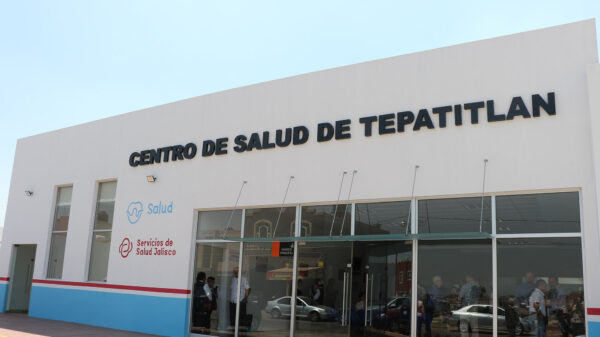 CENTRO DE SALUD DE TEPATITLAN
Salud
Servicios de
Salud Jalisco